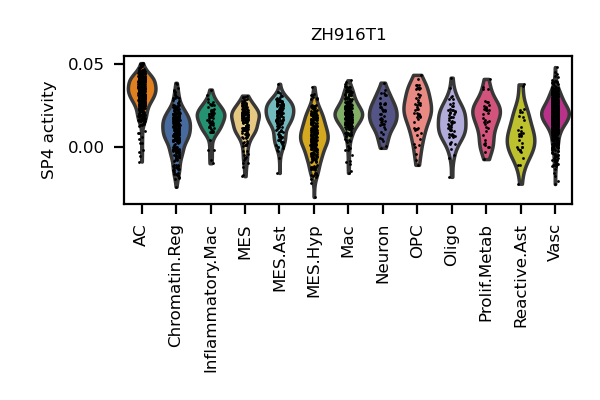 ZH916T1
SP4 activity
0.05
0.00
AC
Chromatin.Reg
Inflammatory.Mac
MES
MES.Ast
MES.Hyp
Mac
Neuron
OPC
Oligo
Prolif.Metab
Reactive.Ast
Vasc